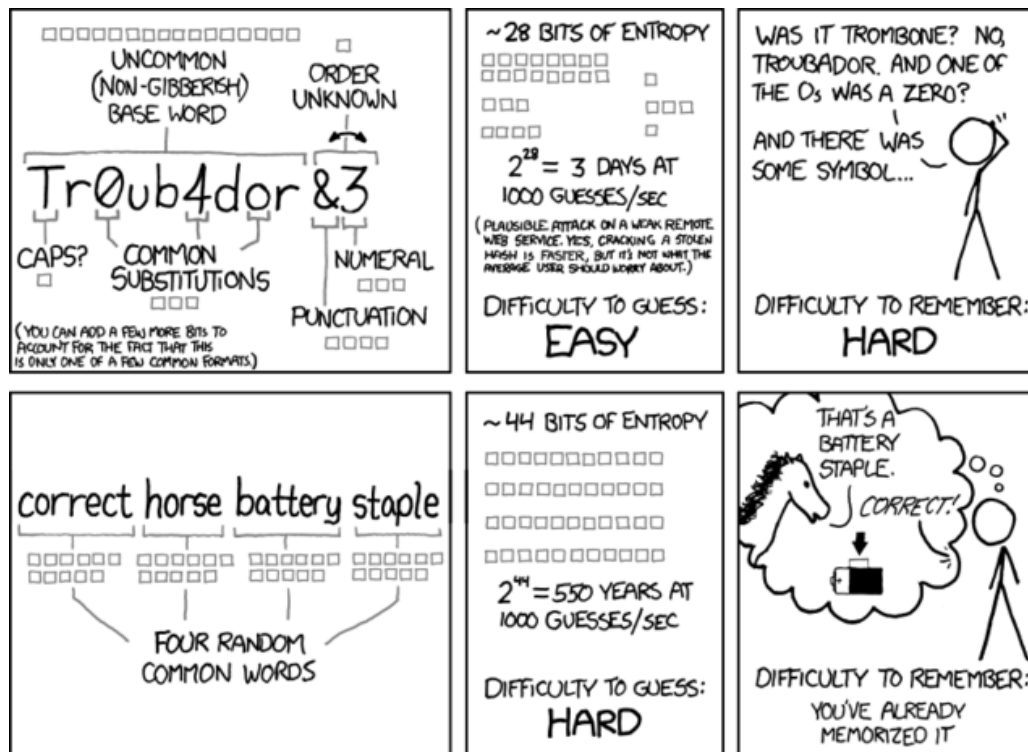 UNCOMMON
(NON-GIBBERISH)
BASE WORD
ORDER
UNKNOWN
Tr0ub4dor &3
CAPS?
COMMON
SUBSTITUTIONS
NUMERAL
PUNCTUATION
(YOU CAN ADD A FEW MORE BITS TO
ACCOUNT FOR THE FACT THAT THIS
IS ONLY ONE OF A FEW COMMON FORMATS.)
~28 BITS OF ENTROPY
2^28 = 3 DAYS AT
1000 GUESSES/SEC
(PLAUSIBLE ATTACK ON A WEAK REMOTE
WEB SERVICE. YES, CRACKING A STOLEN
HASH IS FASTER, BUT IT'S NOT WHAT THE
AVERAGE USER SHOULD WORRY ABOUT.)
DIFFICULTY TO GUESS:
EASY
WAS IT TROMBONE? NO,
TROUBADOR. AND ONE OF
THE Os WAS A ZERO?
AND THERE WAS
SOME SYMBOL...
DIFFICULTY TO REMEMBER:
HARD
correct horse battery staple
FOUR RANDOM
COMMON WORDS
~44 BITS OF ENTROPY
2^44 = 550 YEARS AT
1000 GUESSES/SEC
DIFFICULTY TO GUESS:
HARD
THAT'S A
BATTERY
STAPLE.
CORRECT!
DIFFICULTY TO REMEMBER:
YOU'VE ALREADY
MEMORIZED IT